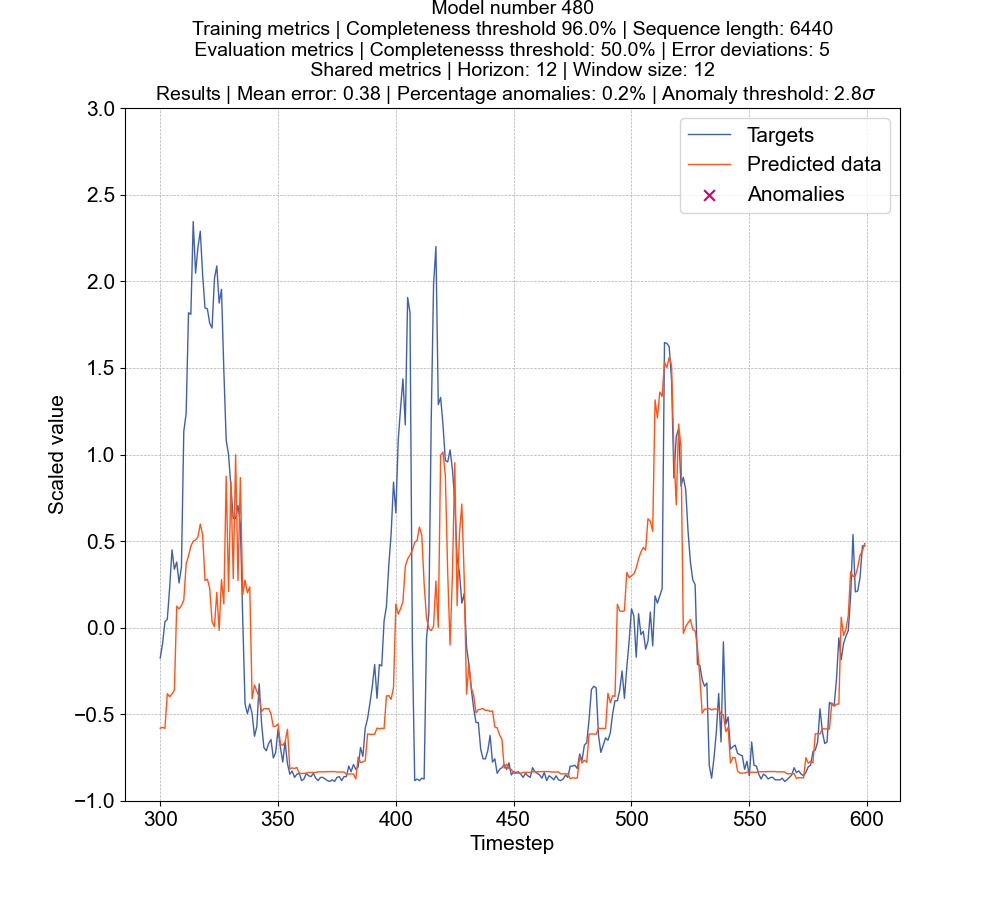 Model number 480
Training metrics | Completeness threshold 96.0% | Sequence length: 6440
Evaluation metrics | Completenesss threshold: 50.0% | Error deviations: 5
Shared metrics | Horizon: 12 | Window size: 12
Results | Mean error: 0.38 | Percentage anomalies: 0.2% | Anomaly threshold: 2.8σ
3.0
2.5
2.0
1.5
1.0
0.5
0.0
−0.5
−1.0
Scaled value
Targets
Predicted data
Anomalies
300 350 400 450 500 550 600
Timestep